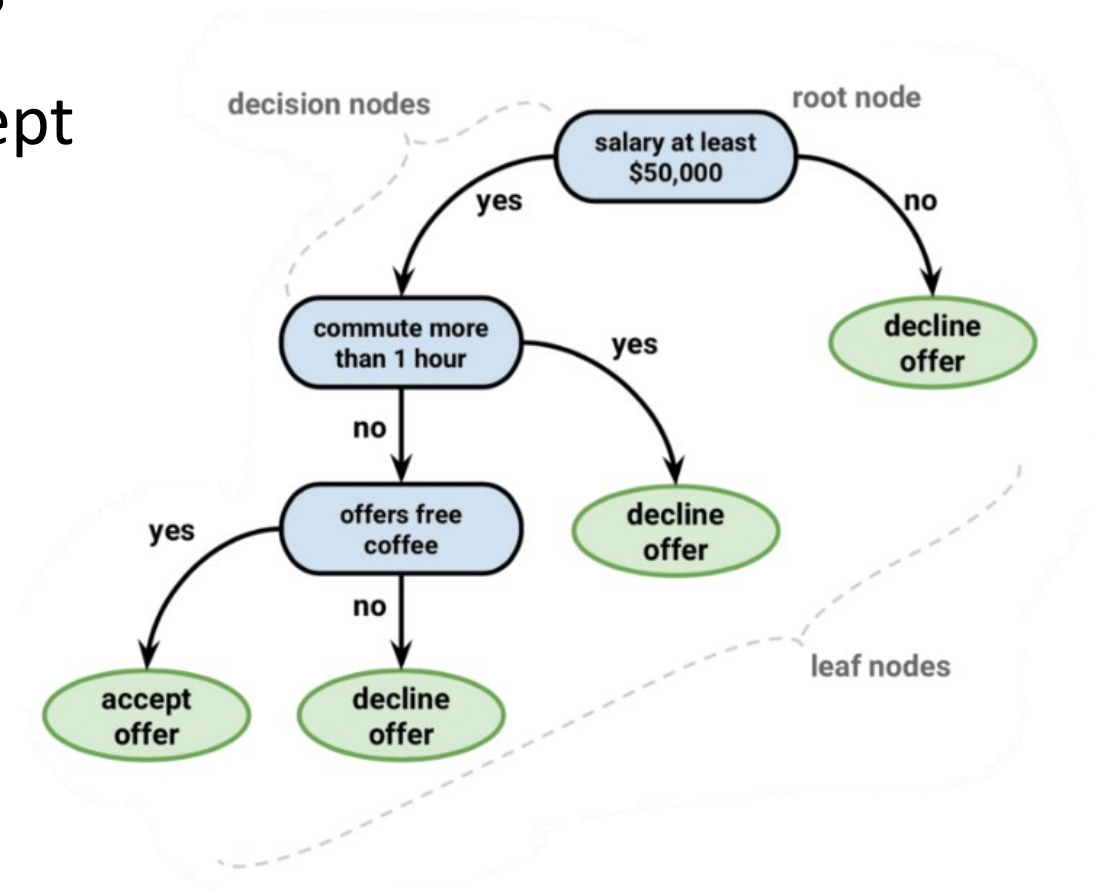 ept
decision nodes
root node
salary at least
$50,000
yes
no
commute more
than 1 hour
yes
decline
offer
no
offers free
coffee
decline
offer
yes
no
leaf nodes
accept
offer
decline
offer